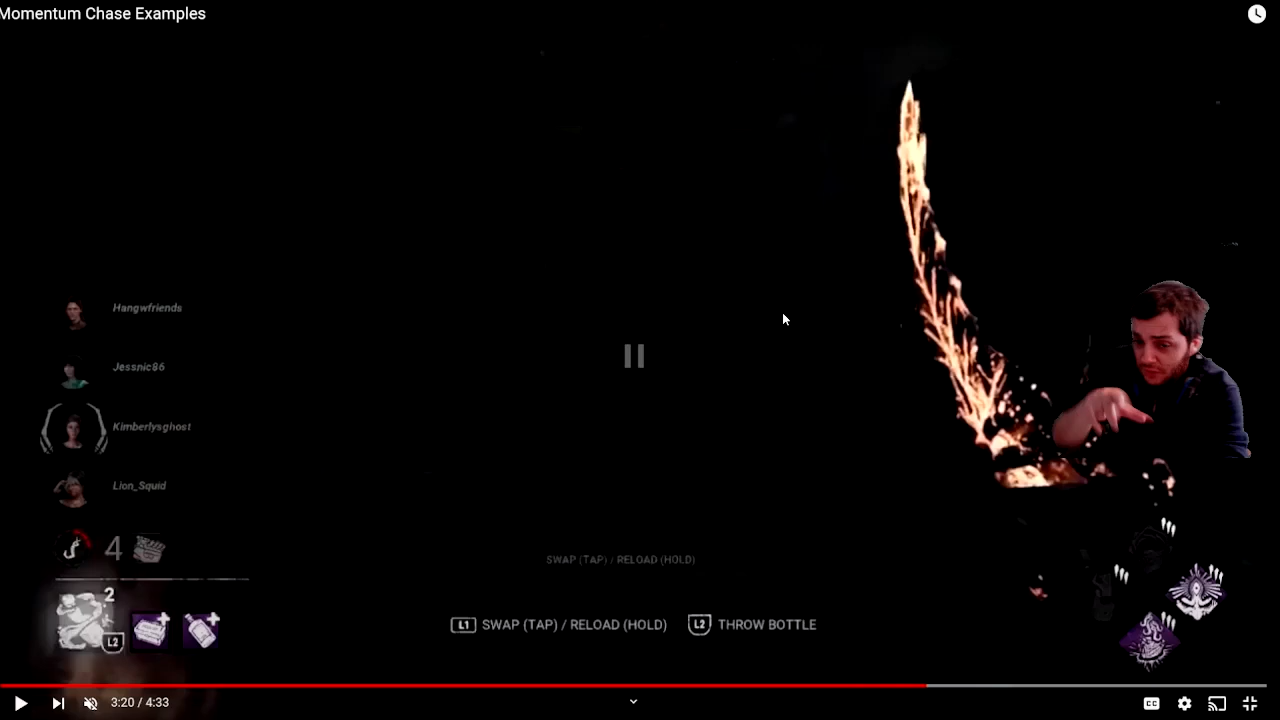 Momentum Chase Examples
Hangwfriends
Jessnic86
Kimberlysghost
Lion_Squid
4
SWAP (TAP) / RELOAD (HOLD)
2
L2
L1 SWAP (TAP) / RELOAD (HOLD) L2 THROW BOTTLE
3:20 / 4:33
CC